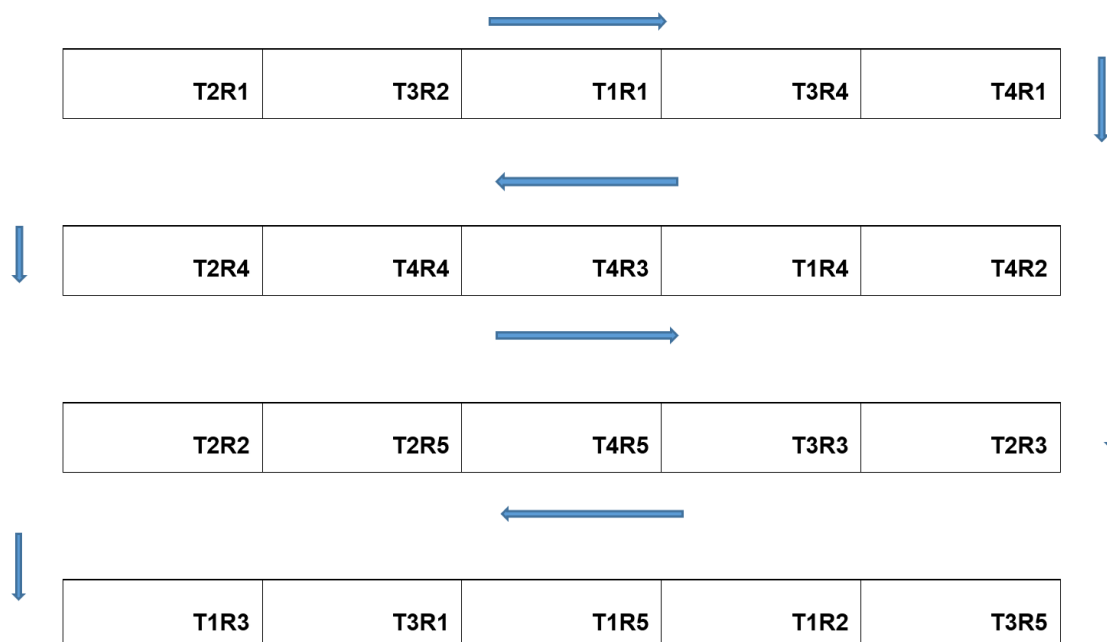 T2R1 T3R2 T1R1 T3R4 T4R1
T2R4 T4R4 T4R3 T1R4 T4R2
T2R2 T2R5 T4R5 T3R3 T2R3
T1R3 T3R1 T1R5 T1R2 T3R5